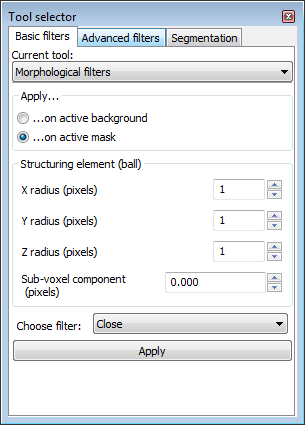 Tool selector
Basic filters Advanced filters Segmentation
Current tool:
Morphological filters
Apply...
...on active background
...on active mask
Structuring element (ball)
X radius (pixels) 1
Y radius (pixels) 1
Z radius (pixels) 1
Sub-voxel component 0.000
(pixels)
Choose filter: Close
Apply